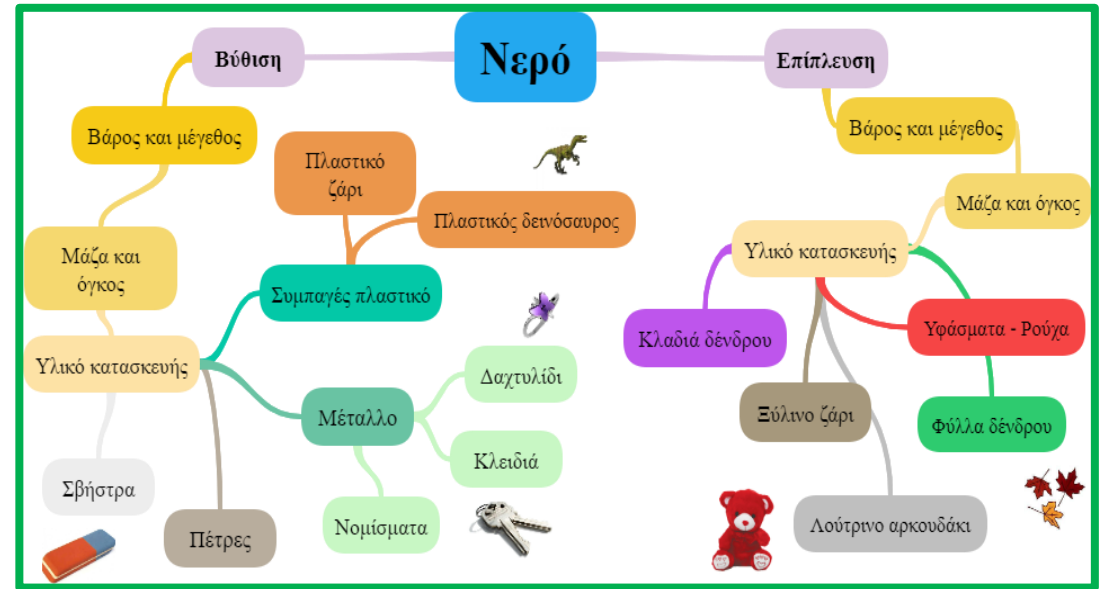 Νερό
Βύθιση
Βάρος και μέγεθος
Μάζα και
όγκος
Υλικό κατασκευής
Συμπαγές πλαστικό
Πλαστικό
ζάρι
Πλαστικός δεινόσαυρος
Μέταλλο
Δαχτυλίδι
Κλειδιά
Νομίσματα
Πέτρες
Σβήστρα
Επίπλευση
Βάρος και μέγεθος
Μάζα και όγκος
Υλικό κατασκευής
Κλαδιά δένδρου
Ξύλινο ζάρι
Λούτρινο αρκουδάκι
Υφάσματα - Ρούχα
Φύλλα δένδρου